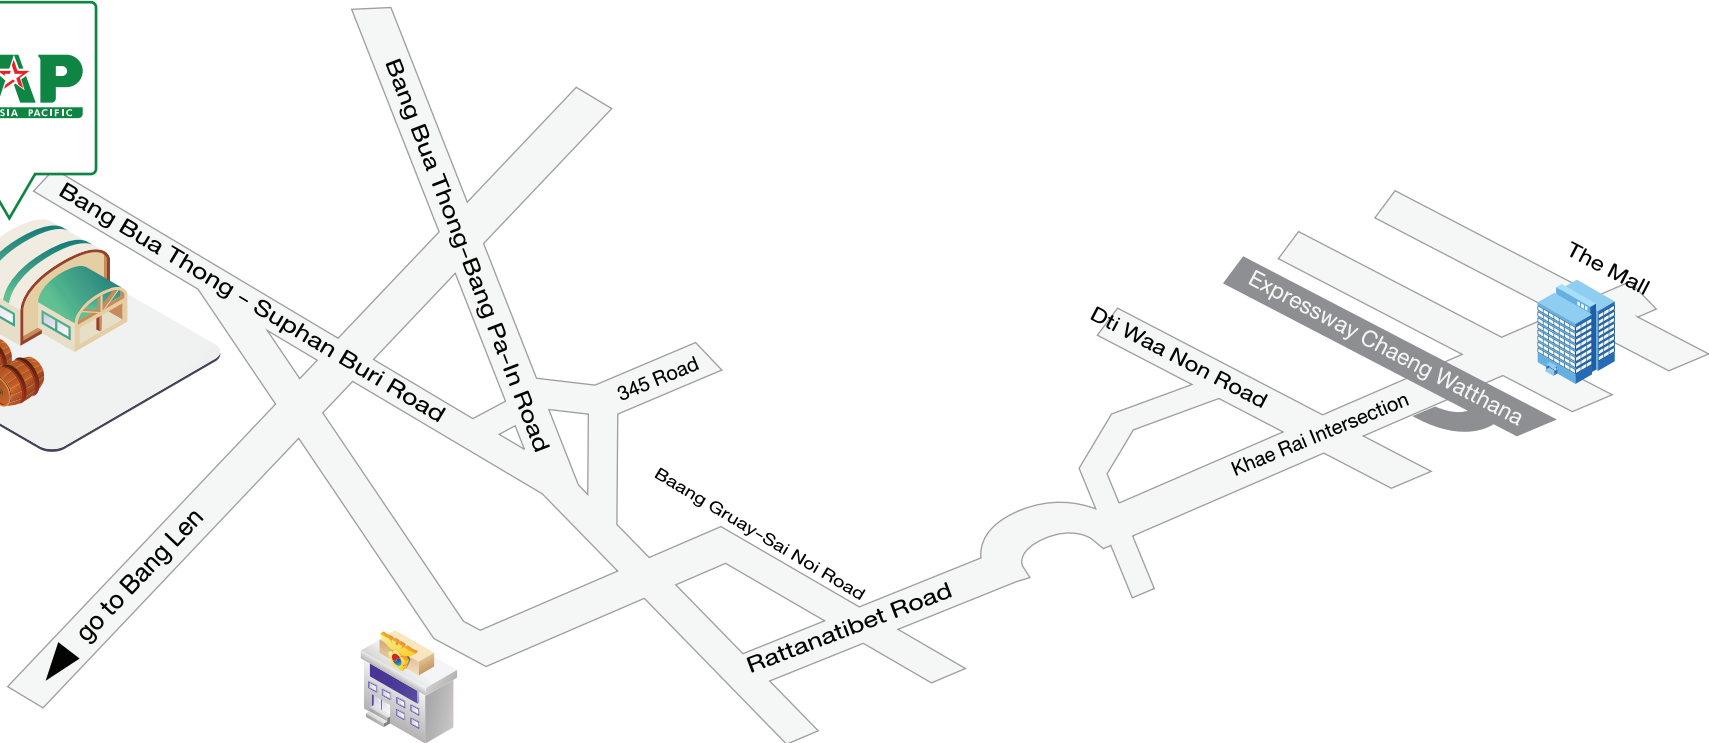 AP
SIA PACIFIC
Bang Bua Thong - Suphan Buri Road
Bang Bua Thong-Bang Pa-In Road
345 Road
go to Bang Len
Baang Gruay-Sai Noi Road
Rattanatibet Road
Dti Waa Non Road
Khae Rai Intersection
Expressway Chaeng Watthana
The Mall